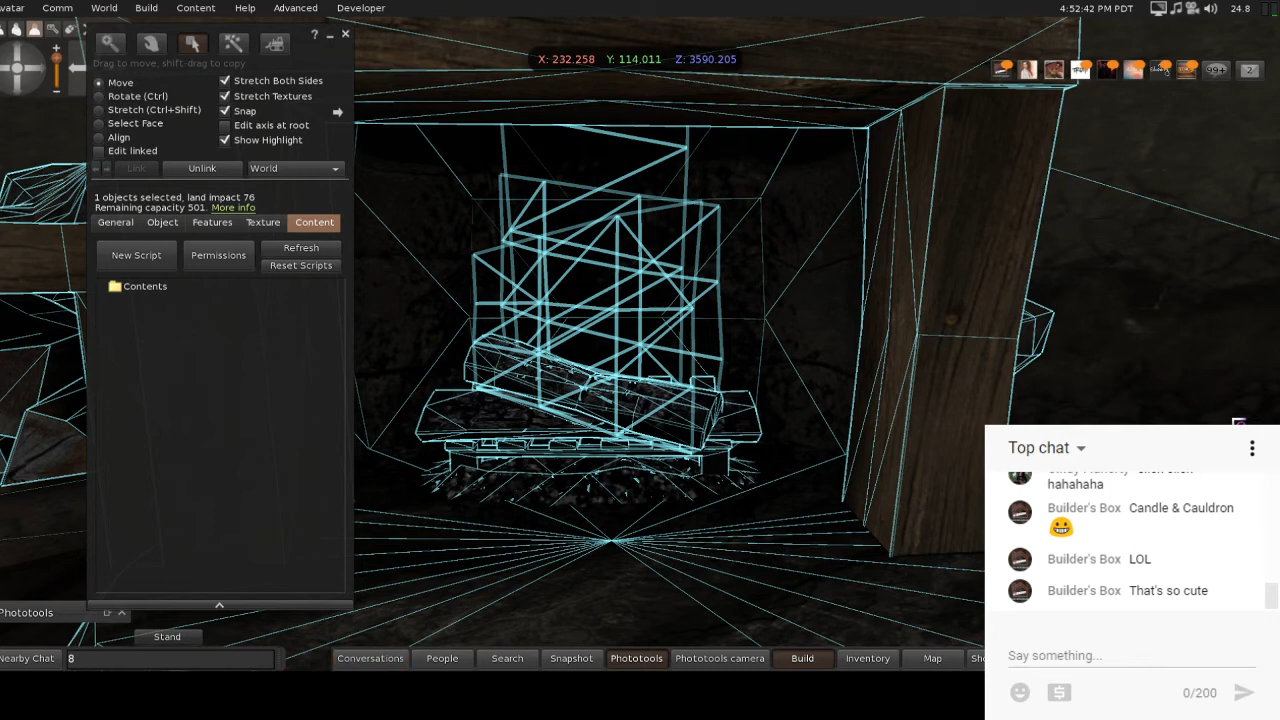 Avatar Comm World Build Content Help Advanced Developer
4:52:42 PM PDT
24.8
X: 232.258 Y: 114.011 Z: 3590.205
99+
2
Drag to move, shift-drag to copy
Move
Rotate (Ctrl)
Stretch (Ctrl+Shift)
Select Face
Align
Edit linked
Stretch Both Sides
Stretch Textures
Snap
Edit axis at root
Show Highlight
Link Unlink World
1 objects selected, land impact 76
Remaining capacity 501. More info
General Object Features Texture Content
New Script Permissions Refresh
Reset Scripts
Contents
Phototools
Stand
Nearby Chat 8
Conversations People Search Snapshot Phototools Phototools camera Build Inventory Map
Top chat
hahahaha
Builder's Box Candle & Cauldron
Builder's Box LOL
Builder's Box That's so cute
Say something...
0/200